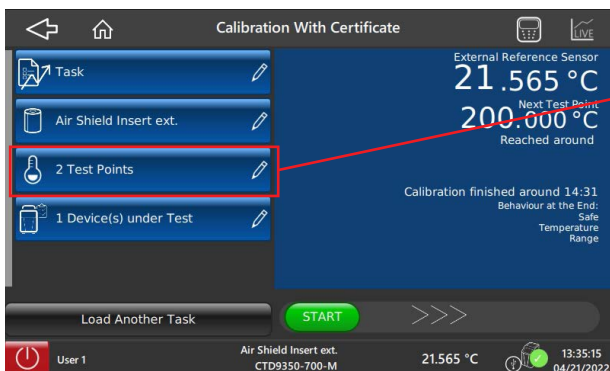 Calibration With Certificate
LIVE
Task
Air Shield Insert ext.
2 Test Points
1 Device(s) under Test
External Reference Sensor
21.565 °C
Next Test Point
200.000 °C
Reached around
Calibration finished around 14:31
Behaviour at the End:
Safe
Temperature
Range
Load Another Task
START
>>>
User 1
Air Shield Insert ext.
CTD9350-700-M
21.565 °C
13:35:15
04/21/2022